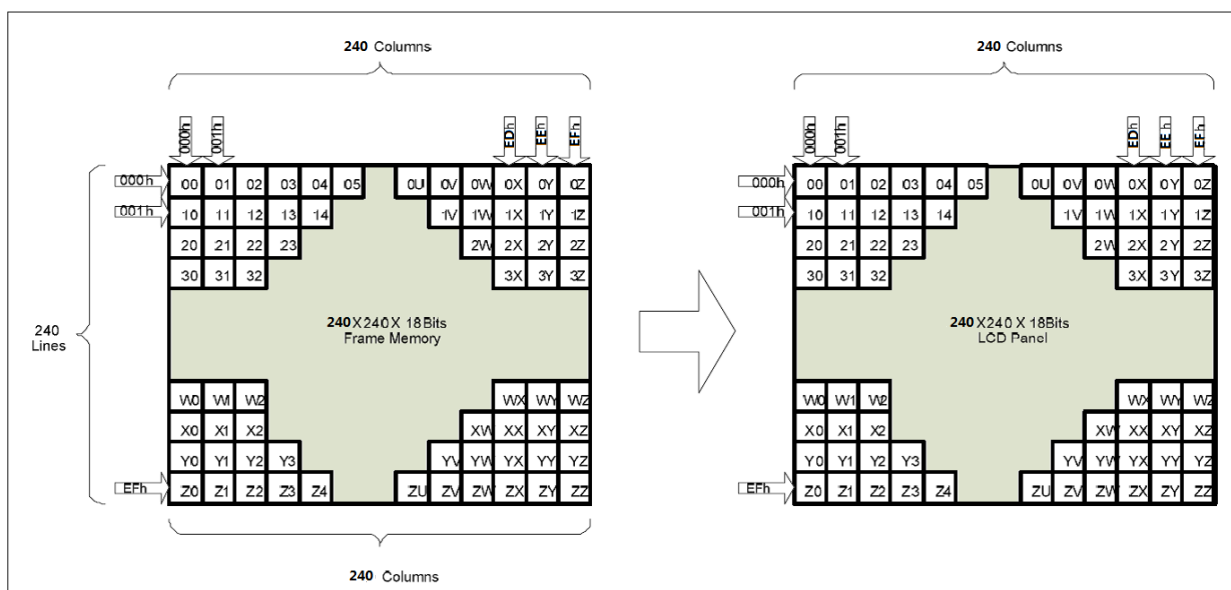 240 Columns
240 Columns
000h 001h EDh EEh EFh
000h 001h EDh EEh EFh
000h 00 01 02 03 04 05 0U 0V 0W 0X 0Y 0Z
001h 10 11 12 13 14 1V 1W 1X 1Y 1Z
20 21 22 23 2W 2X 2Y 2Z
30 31 32 3X 3Y 3Z
240 Lines
240X240X 18Bits
Frame Memory
W0 W1 W2 WX WY WZ
X0 X1 X2 XW XX XY XZ
Y0 Y1 Y2 Y3 YV YW YX YY YZ
EFh Z0 Z1 Z2 Z3 Z4 ZU ZV ZW ZX ZY ZZ
240 Columns
000h 00 01 02 03 04 05 0U 0V 0W 0X 0Y 0Z
001h 10 11 12 13 14 1V 1W 1X 1Y 1Z
20 21 22 23 2W 2X 2Y 2Z
30 31 32 3X 3Y 3Z
240X240 X 18Bits
LCD Panel
W0 W1 W2 WX WY WZ
X0 X1 X2 XW XX XY XZ
Y0 Y1 Y2 Y3 YV YW YX YY YZ
EFh Z0 Z1 Z2 Z3 Z4 ZU ZV ZW ZX ZY ZZ